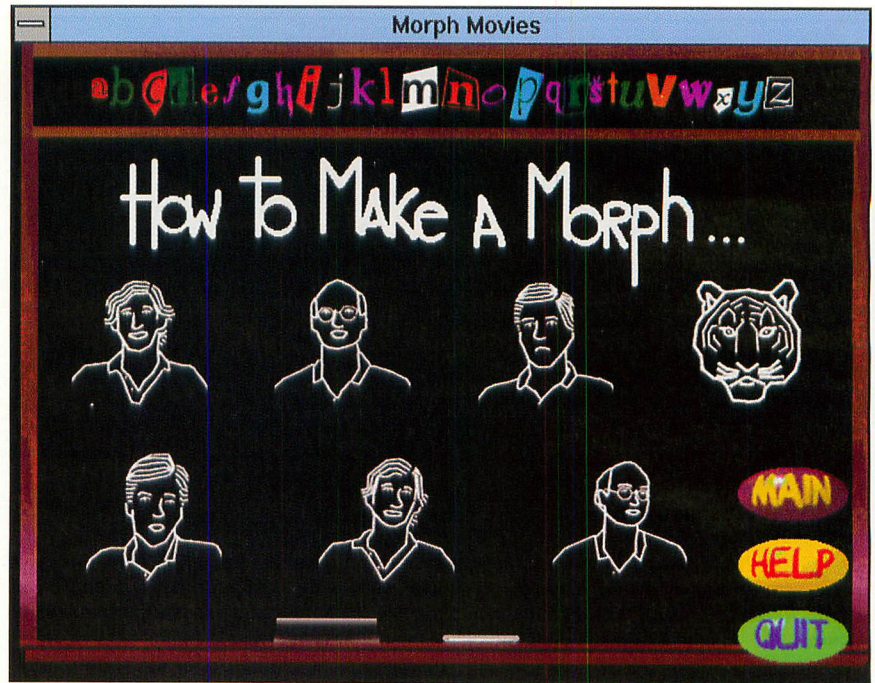 Morph Movies
abcdefghijklmnopqrstuvwxyz
How to Make A Morph...
MAIN
HELP
QUIT